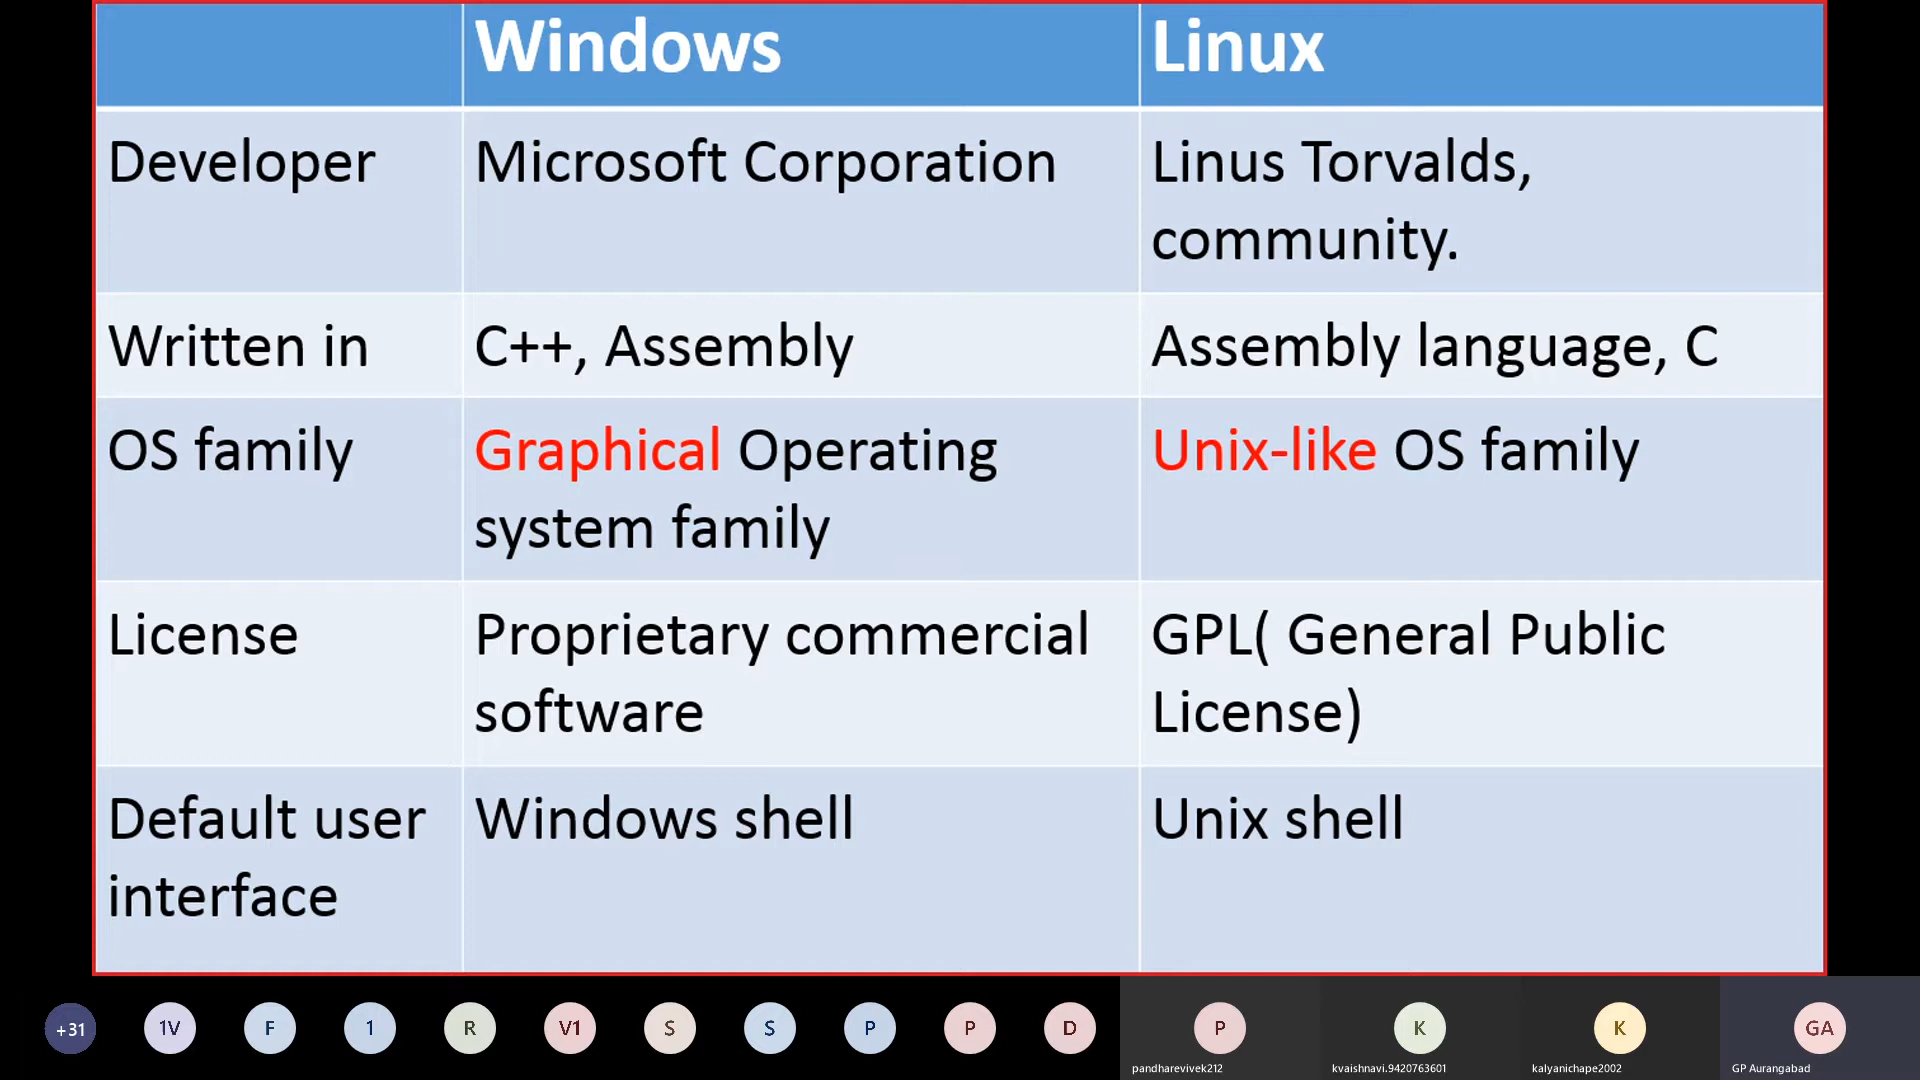 Windows Linux
Developer Microsoft Corporation Linus Torvalds,
community.
Written in C++, Assembly Assembly language, C
OS family Graphical Operating Unix-like OS family
system family
License Proprietary commercial GPL( General Public
software License)
Default user Windows shell Unix shell
interface
+31 1V F 1 R V1 S S P P D P K K GA
pandharevivek212 kvaishnavi.9420763601 kalyanichape2002 GP Aurangabad